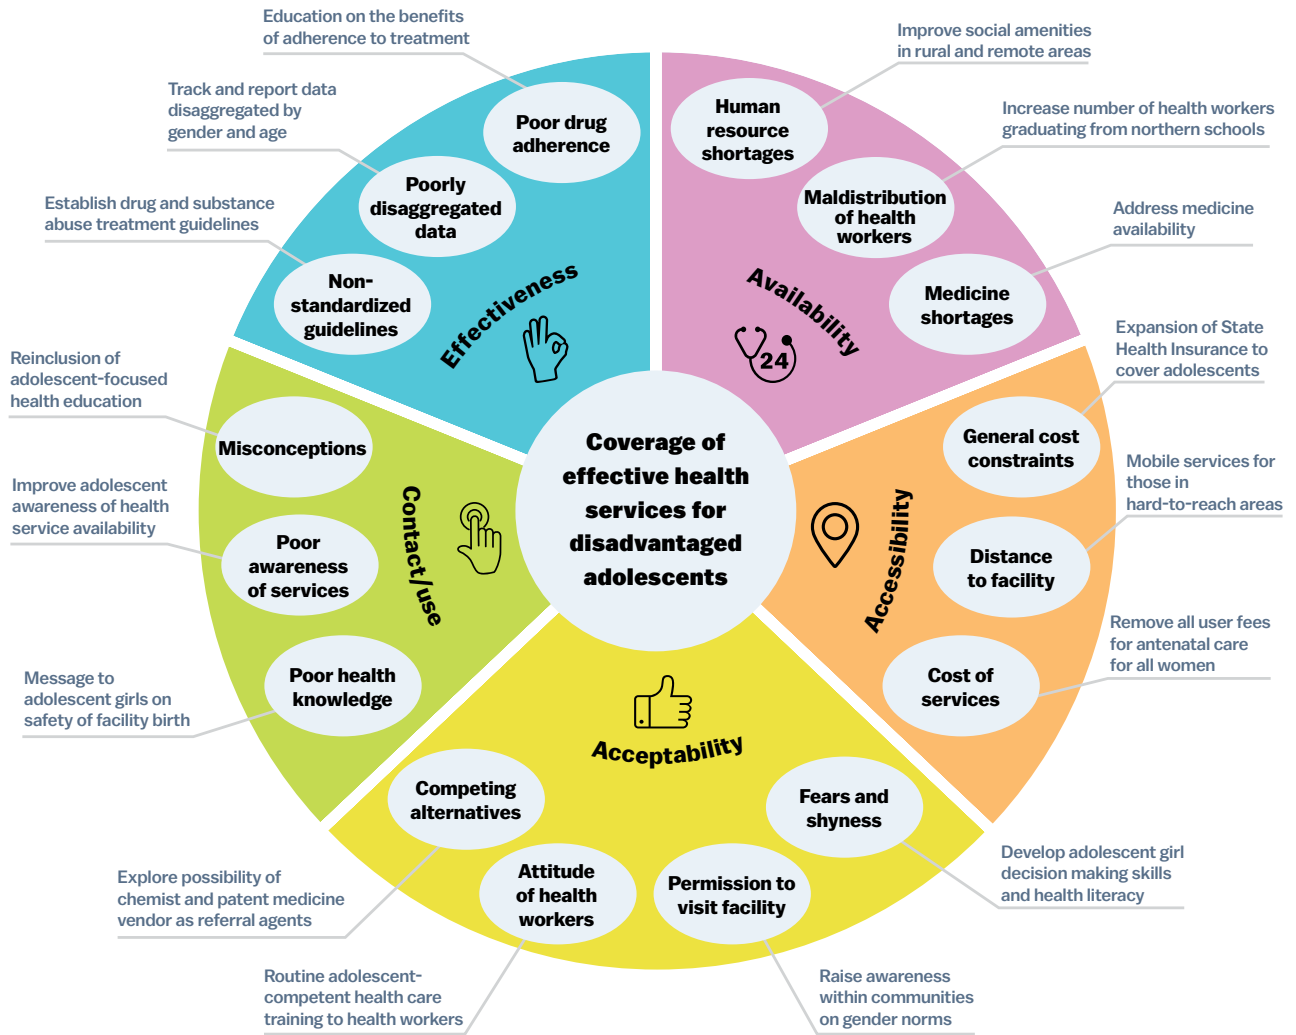 Education on the benefits
of adherence to treatment
Track and report data
disaggregated by
gender and age
Establish drug and substance
abuse treatment guidelines
Poor drug
adherence
Poorly
disaggregated
data
Non-
standardized
guidelines
Effectiveness
Improve social amenities
in rural and remote areas
Increase number of health workers
graduating from northern schools
Address medicine
availability
Human
resource
shortages
Maldistribution
of health
workers
Medicine
shortages
Availability
24
Expansion of State
Health Insurance to
cover adolescents
Mobile services for
those in
hard-to-reach areas
Remove all user fees
for antenatal care
for all women
General cost
constraints
Distance
to facility
Cost of
services
Accessibility
Coverage of
effective health
services for
disadvantaged
adolescents
Reinclusion of
adolescent-focused
health education
Improve adolescent
awareness of health
service availability
Message to
adolescent girls on
safety of facility birth
Misconceptions
Poor
awareness
of services
Poor health
knowledge
Contact/use
Acceptability
Competing
alternatives
Attitude
of health
workers
Permission to
visit facility
Fears and
shyness
Explore possibility of
chemist and patent medicine
vendor as referral agents
Routine adolescent-
competent health care
training to health workers
Raise awareness
within communities
on gender norms
Develop adolescent girl
decision making skills
and health literacy